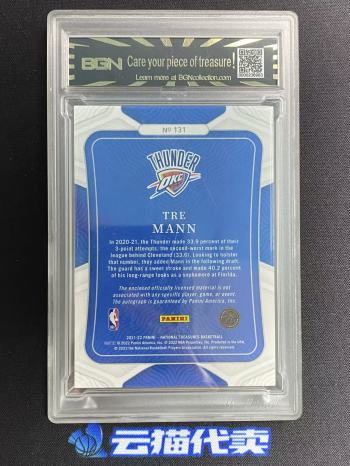 BGN Care your piece of treasure!
Learn more at BGNcollection.com
№ 131
THUNDER
OKC
TRE
MANN
In 2020-21, the Thunder made 33.9 percent of their
3-point attempts, the second-worst mark in the
league behind Cleveland (33.6). Looking to bolster
that number, they added Mann in the following draft.
The guard has a sweet stroke and made 40.2 percent
of his long-range looks as a sophomore at Florida.
The enclosed officially licensed material is not
associated with any specific player, game, or event.
The autograph is guaranteed by Panini America, Inc.
NBA
PANINI
2021-22 PANINI - NATIONAL TREASURES BASKETBALL
云猫代卖